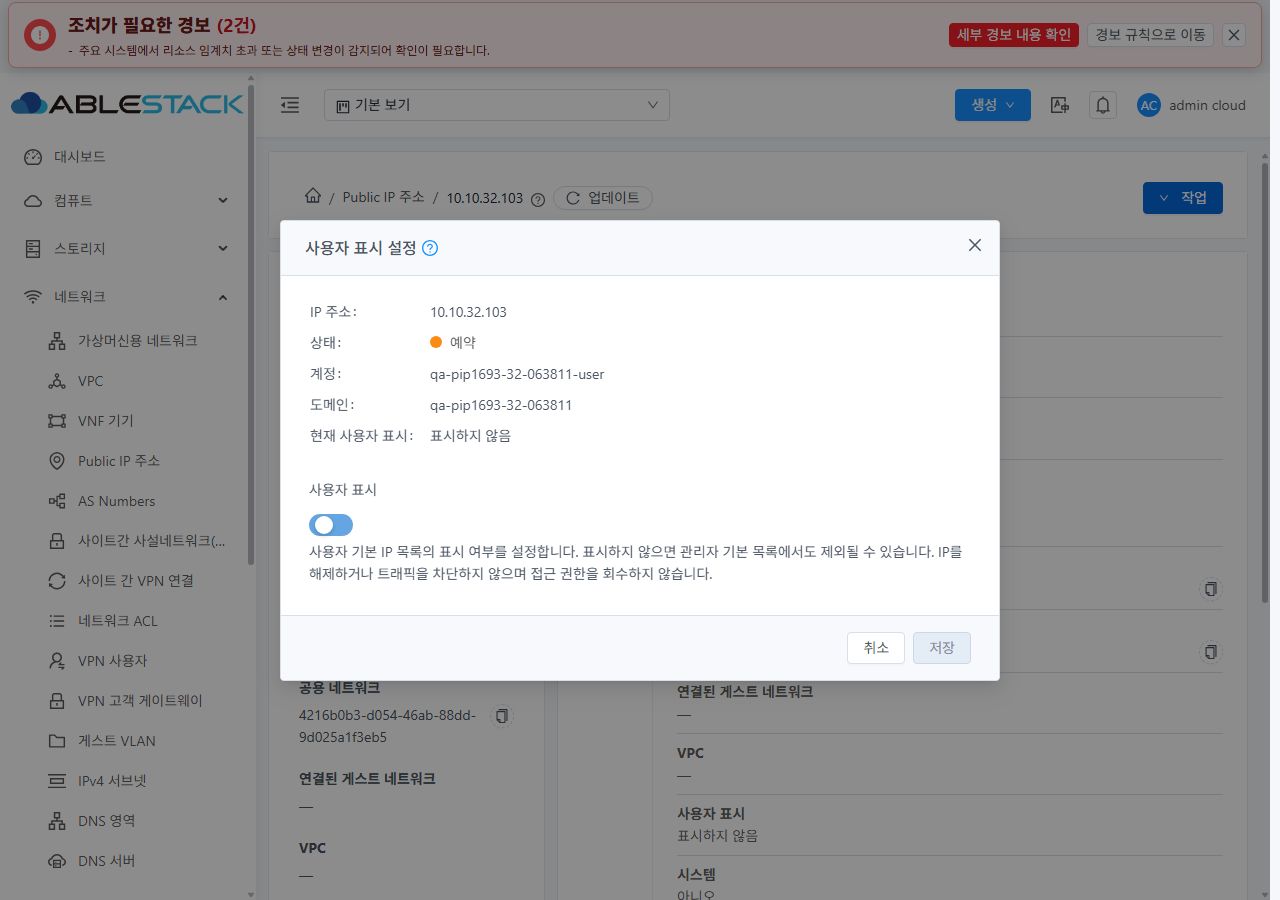 조치가 필요한 경보 (2건)
- 주요 시스템에서 리소스 임계치 초과 또는 상태 변경이 감지되어 확인이 필요합니다.
세부 경보 내용 확인
경보 규칙으로 이동
ABLESTACK
기본 보기
생성
AC
admin cloud
대시보드
컴퓨트
스토리지
네트워크
가상머신용 네트워크
VPC
VNF 기기
Public IP 주소
AS Numbers
사이트간 사설네트워크(...
사이트 간 VPN 연결
네트워크 ACL
VPN 사용자
VPN 고객 게이트웨이
게스트 VLAN
IPv4 서브넷
DNS 영역
DNS 서버
/ Public IP 주소 / 10.10.32.103
업데이트
작업
사용자 표시 설정
IP 주소: 10.10.32.103
상태: 예약
계정: qa-pip1693-32-063811-user
도메인: qa-pip1693-32-063811
현재 사용자 표시: 표시하지 않음
사용자 표시
사용자 기본 IP 목록의 표시 여부를 설정합니다. 표시하지 않으면 관리자 기본 목록에서도 제외될 수 있습니다. IP를
해제하거나 트래픽을 차단하지 않으며 접근 권한을 회수하지 않습니다.
취소
저장
공용 네트워크
4216b0b3-d054-46ab-88dd-
9d025a1f3eb5
연결된 게스트 네트워크
—
VPC
—
연결된 게스트 네트워크
—
VPC
—
사용자 표시
표시하지 않음
시스템
아니오